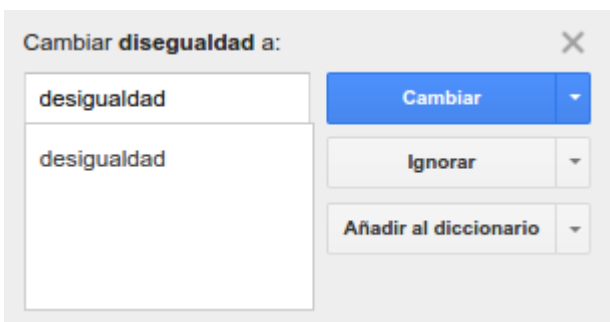 Cambiar disegualdad a:
desigualdad
Cambiar
desigualdad
Ignorar
Añadir al diccionario